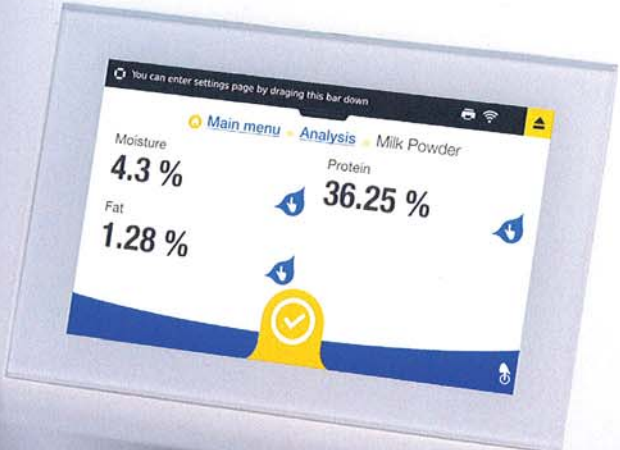 You can enter settings page by draging this bar down
Main menu Analysis Milk Powder
Moisture
4.3 %
Protein
36.25 %
Fat
1.28 %